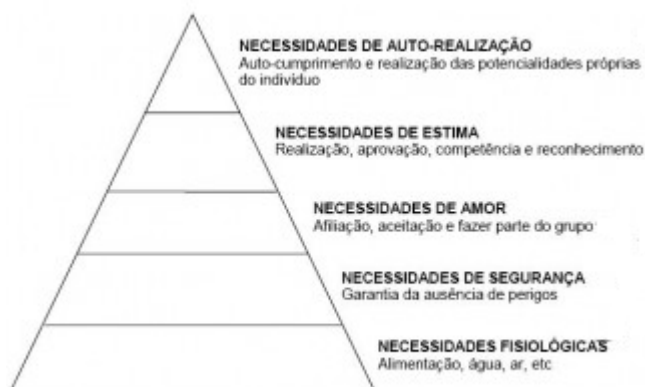 NECESSIDADES DE AUTO-REALIZAÇÃO
Auto-cumprimento e realização das potencialidades próprias
do indivíduo
NECESSIDADES DE ESTIMA
Realização, aprovação, competência e reconhecimento
NECESSIDADES DE AMOR
Afiliação, aceitação e fazer parte do grupo
NECESSIDADES DE SEGURANÇA
Garantia da ausência de perigos
NECESSIDADES FISIOLÓGICAS
Alimentação, água, ar, etc